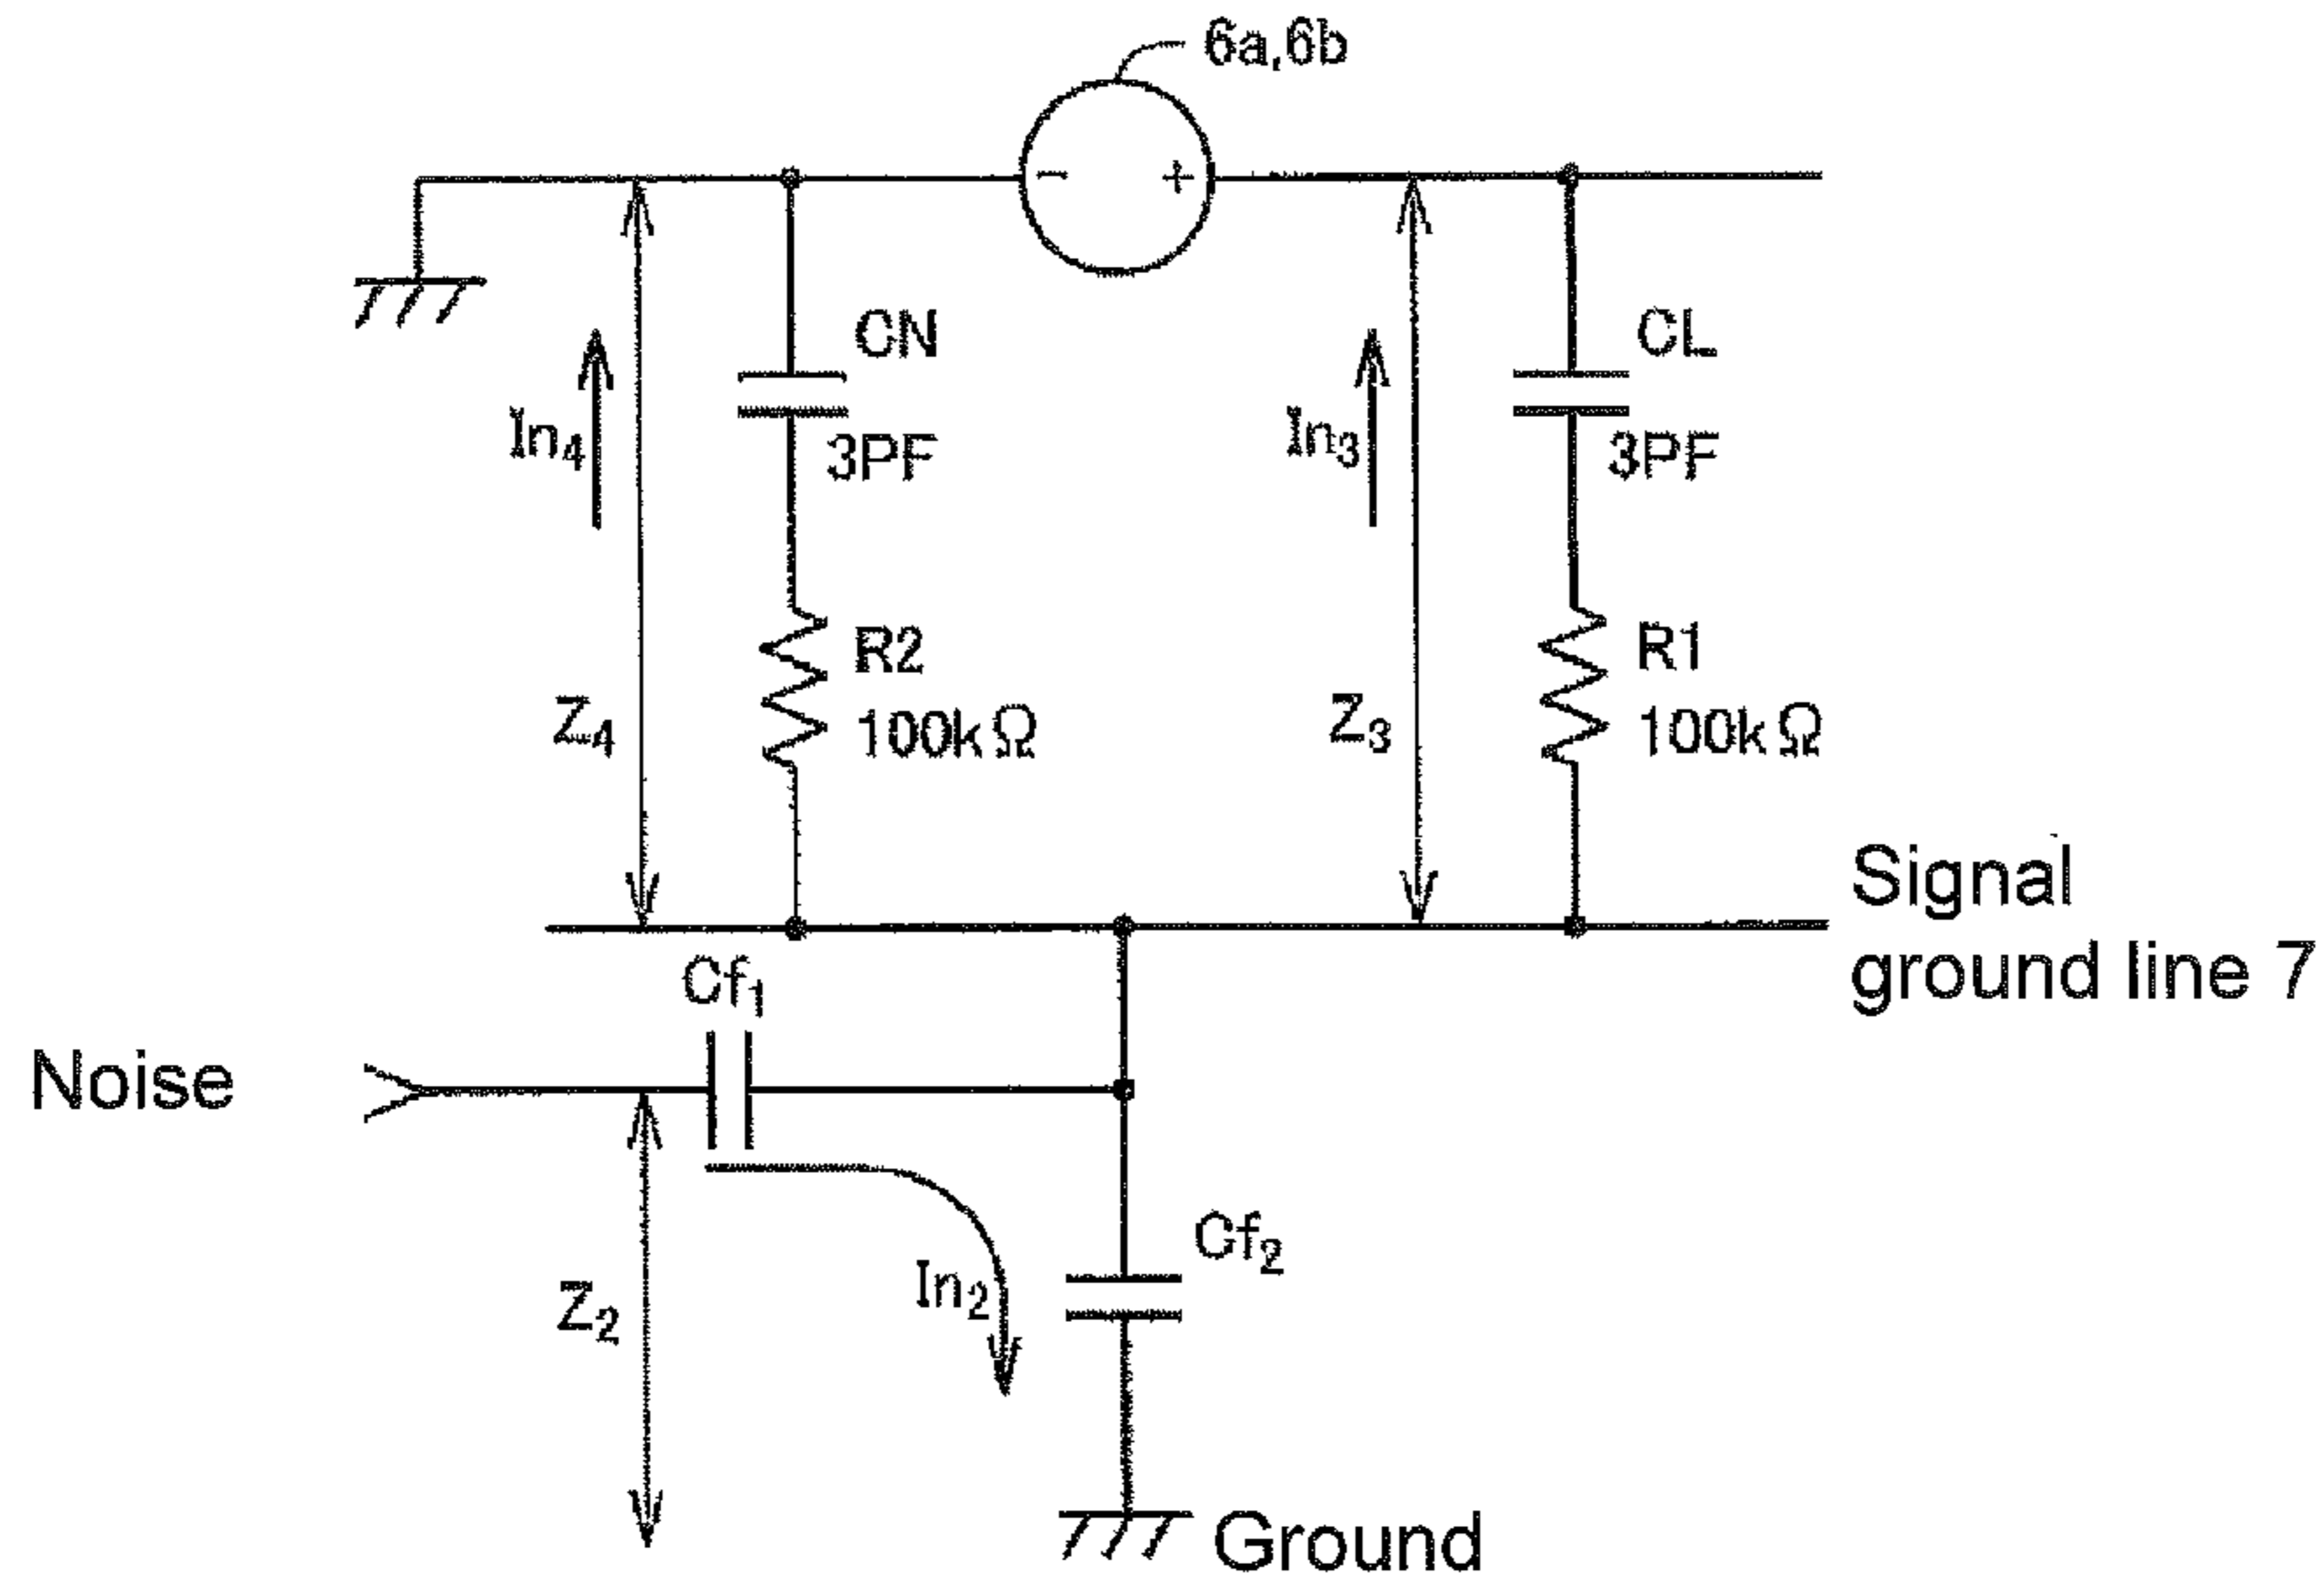 6a,6b
− +
CN
3PF
CL
3PF
In4
In3
R2
100kΩ
R1
100kΩ
Z4
Z3
Signal
ground line 7
Cf1
Noise
Cf2
In2
Z2
Ground